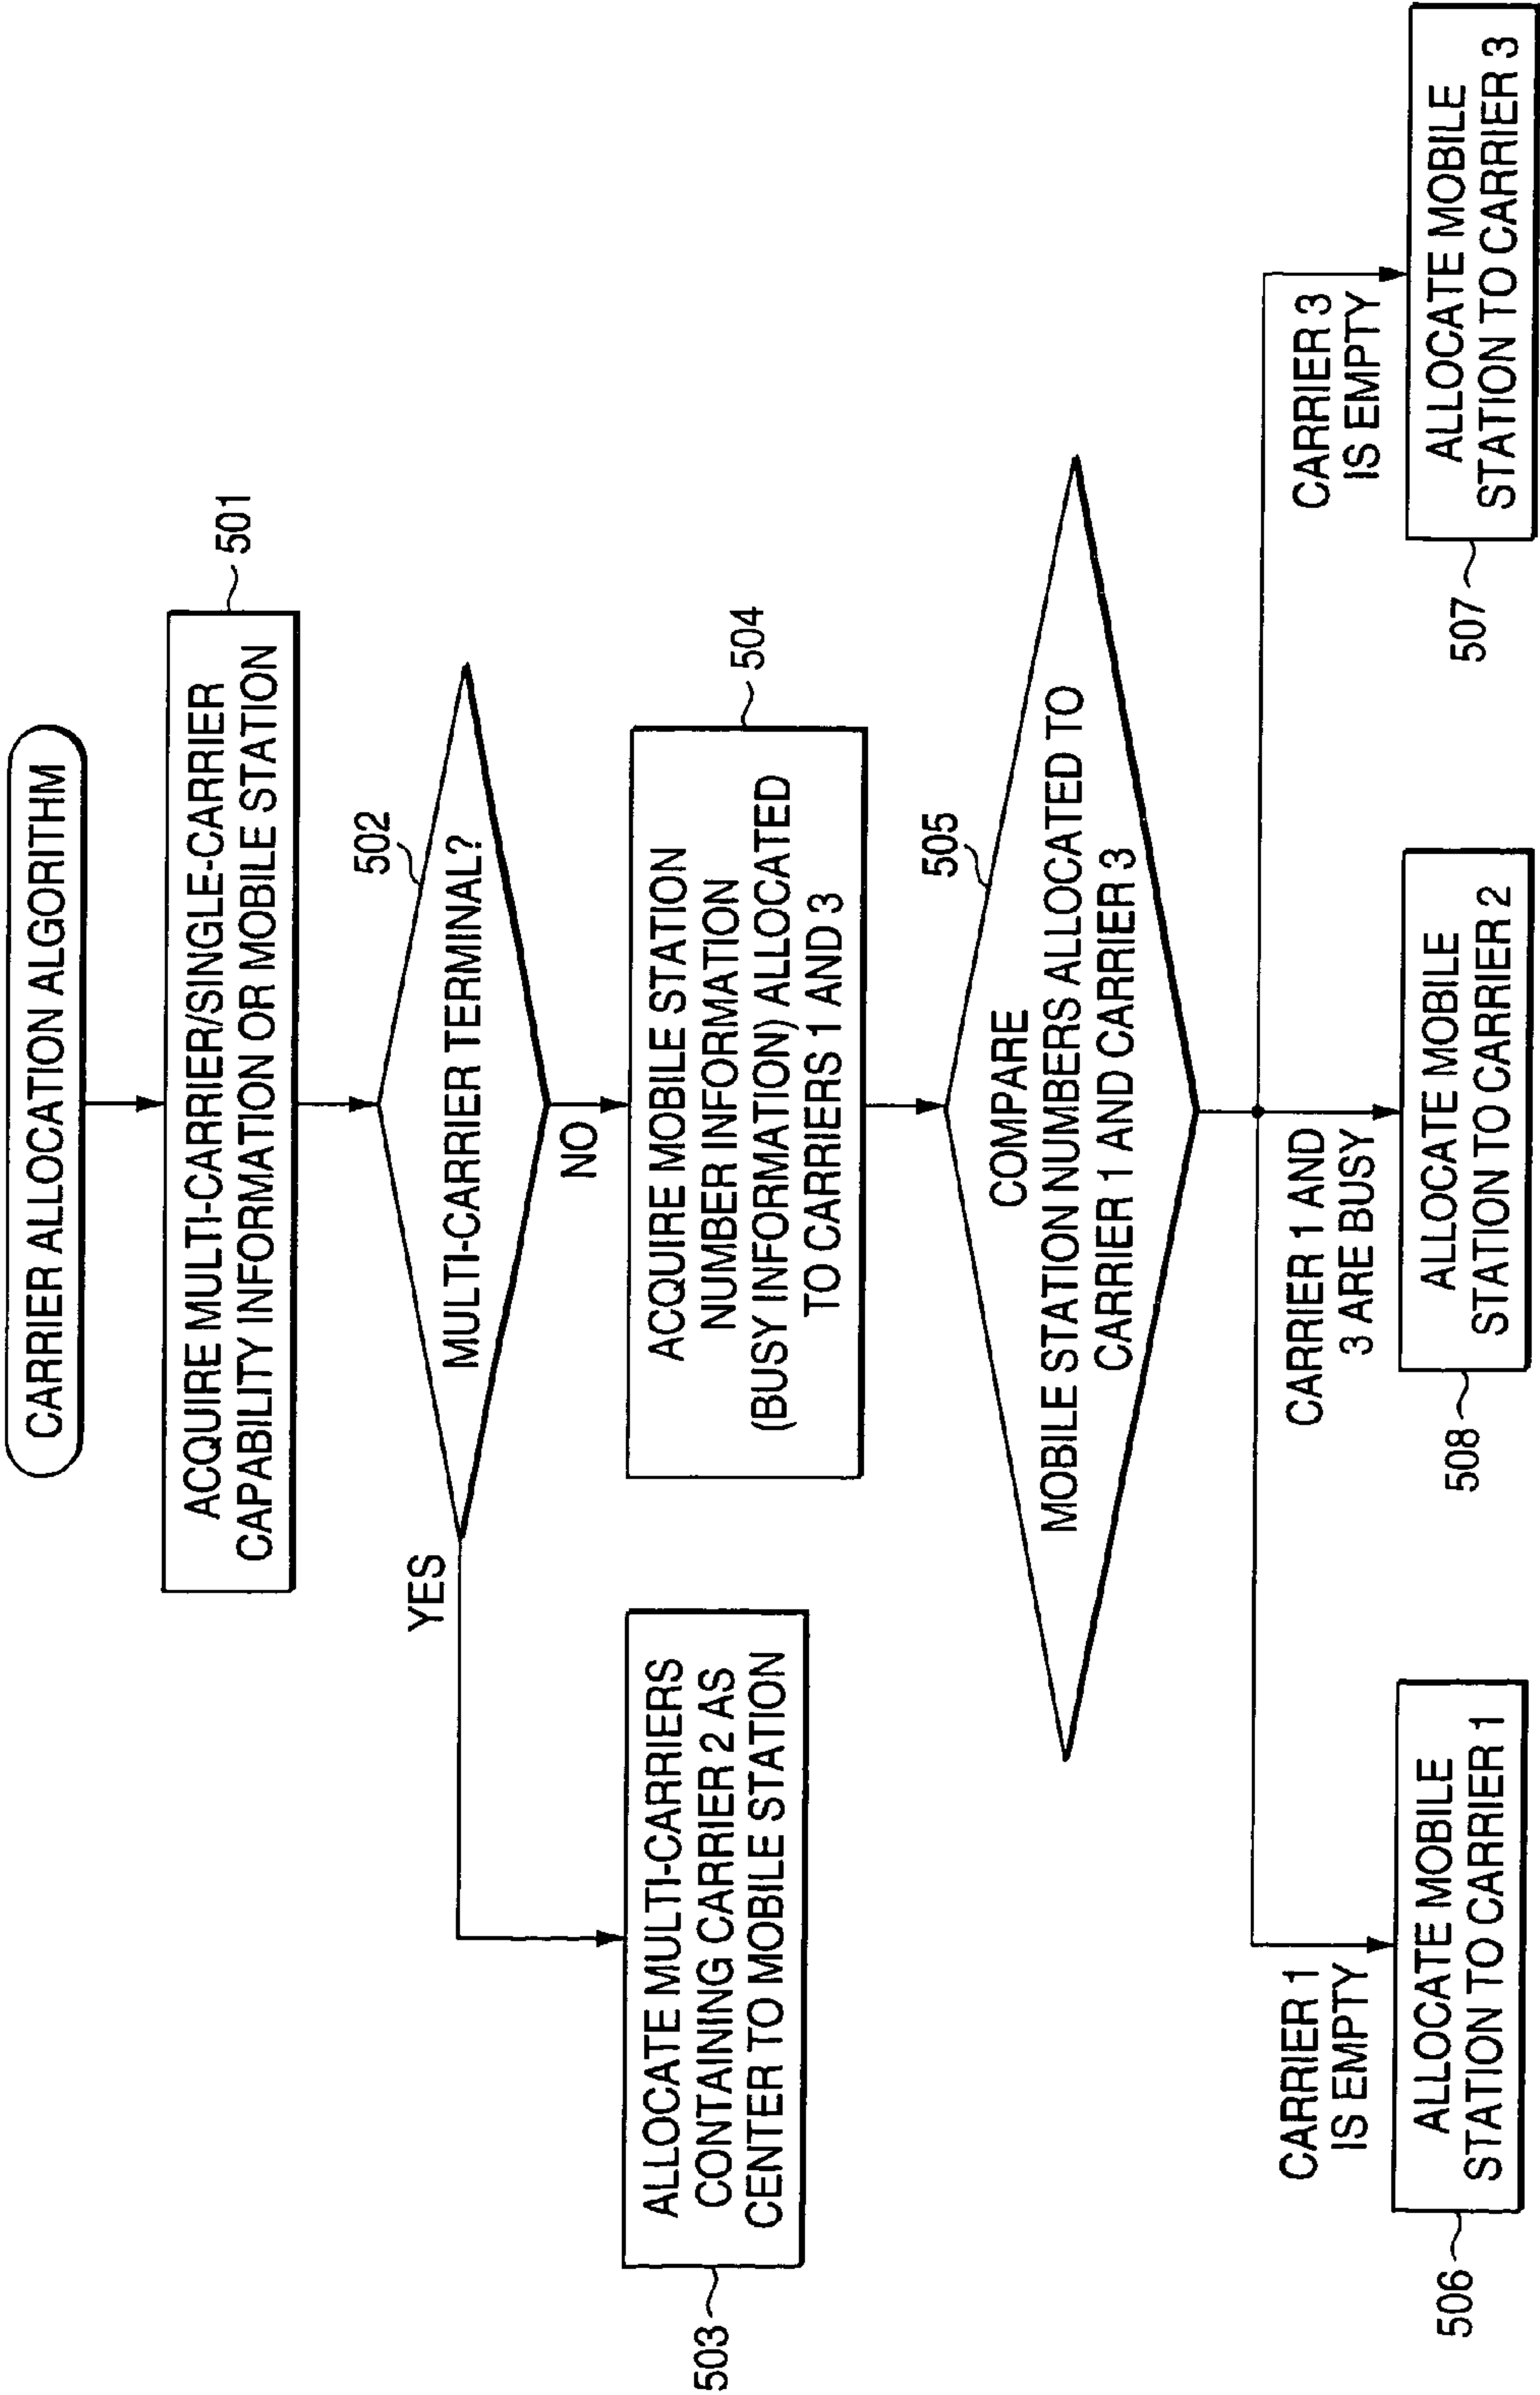 CARRIER ALLOCATION ALGORITHM
501
ACQUIRE MULTI-CARRIER/SINGLE-CARRIER
CAPABILITY INFORMATION OR MOBILE STATION
502
MULTI-CARRIER TERMINAL?
YES
NO
503
ALLOCATE MULTI-CARRIERS
CONTAINING CARRIER 2 AS
CENTER TO MOBILE STATION
504
ACQUIRE MOBILE STATION
NUMBER INFORMATION
(BUSY INFORMATION) ALLOCATED
TO CARRIERS 1 AND 3
505
COMPARE
MOBILE STATION NUMBERS ALLOCATED TO
CARRIER 1 AND CARRIER 3
CARRIER 1
IS EMPTY
CARRIER 1 AND
3 ARE BUSY
CARRIER 3
IS EMPTY
506
ALLOCATE MOBILE
STATION TO CARRIER 1
508
ALLOCATE MOBILE
STATION TO CARRIER 2
507
ALLOCATE MOBILE
STATION TO CARRIER 3